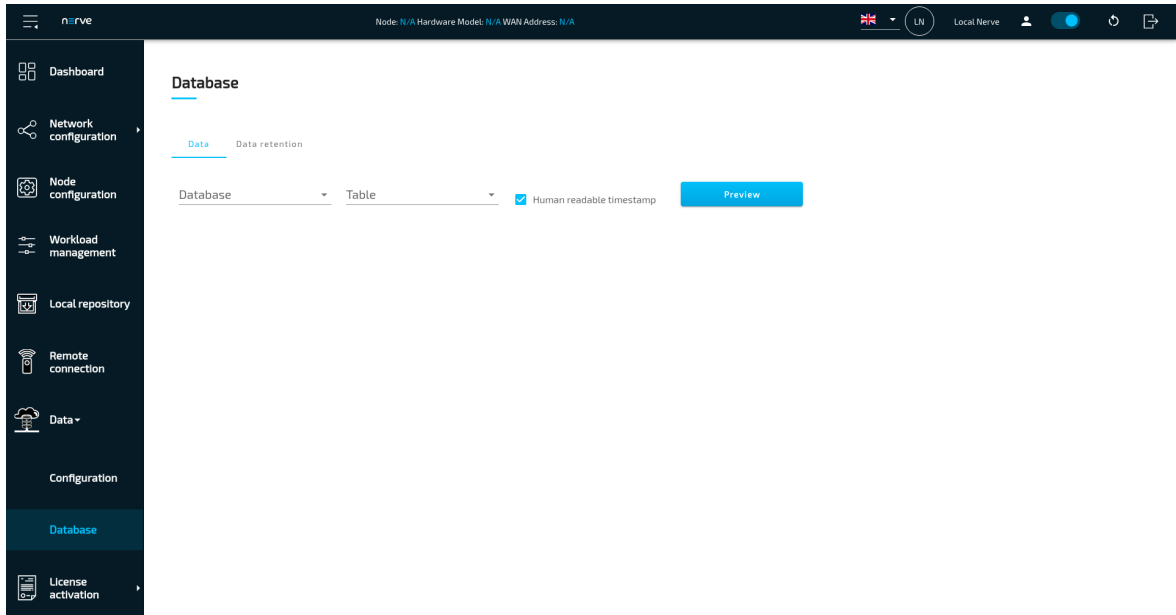 nerve
Node: N/A Hardware Model: N/A WAN Address: N/A
LN
Local Nerve
Dashboard
Network
configuration
Node
configuration
Workload
management
Local repository
Remote
connection
Data
Configuration
Database
License
activation
Database
Data
Data retention
Database
Table
Human readable timestamp
Preview